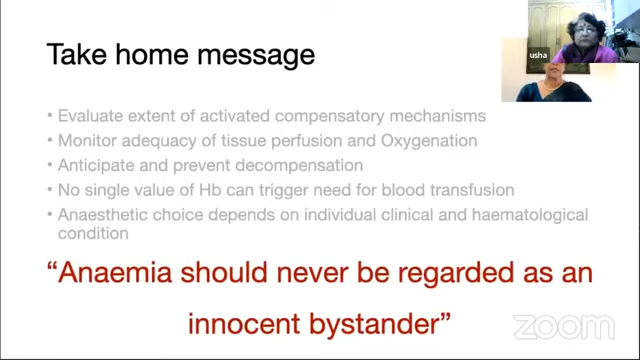 Take home message
usha
• Evaluate extent of activated compensatory mechanisms
• Monitor adequacy of tissue perfusion and Oxygenation
• Anticipate and prevent decompensation
• No single value of Hb can trigger need for blood transfusion
• Anaesthetic choice depends on individual clinical and haematological
condition
“Anaemia should never be regarded as an
innocent bystander”
zoom